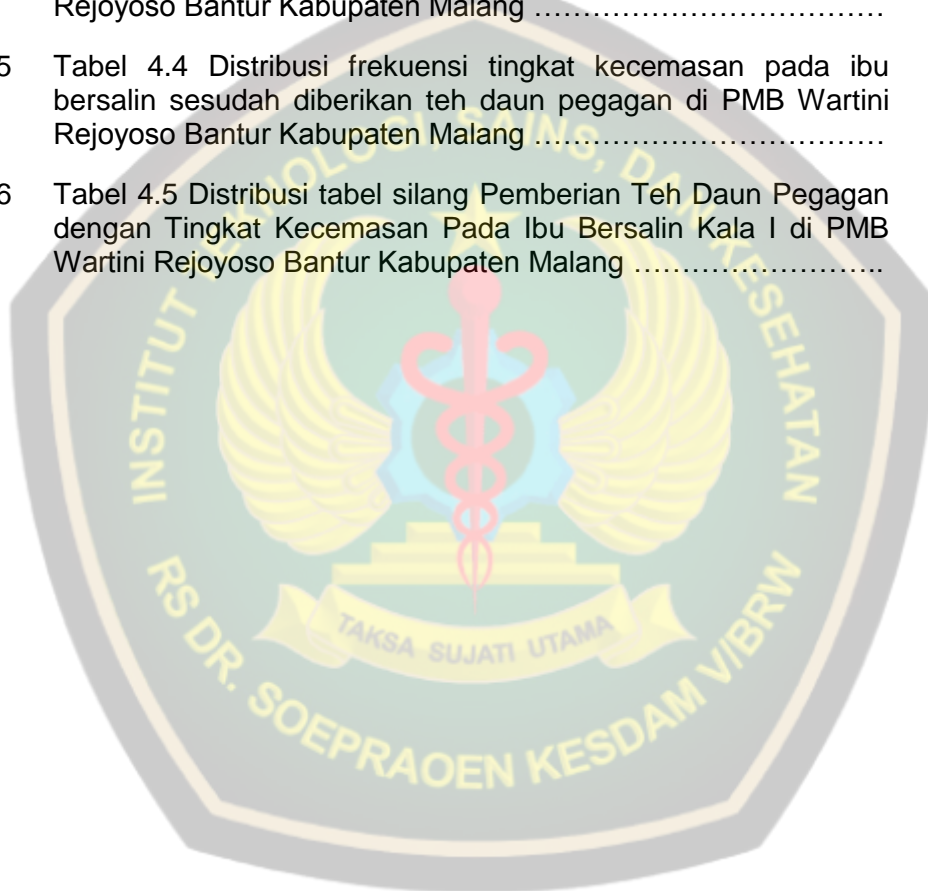 Rejoyoso Bantur Kabupaten Malang ………………………………
5 Tabel 4.4 Distribusi frekuensi tingkat kecemasan pada ibu
bersalin sesudah diberikan teh daun pegagan di PMB Wartini
Rejoyoso Bantur Kabupaten Malang ………………………………
6 Tabel 4.5 Distribusi tabel silang Pemberian Teh Daun Pegagan
dengan Tingkat Kecemasan Pada Ibu Bersalin Kala I di PMB
Wartini Rejoyoso Bantur Kabupaten Malang ……………………..
INSTITUT TEKNOLOGI, SAINS, DAN KESEHATAN
TAKSA SUJATI UTAMA
RS DR. SOEPRAOEN KESDAM V/BRW